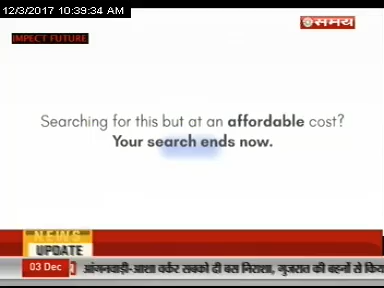 12/3/2017 10:39:34 AM
समय
IMPECT FUTURE
Searching for this but at an affordable cost?
Your search ends now.
NEWS
UPDATE
03 Dec
आंगनवाड़ी-आशा वर्कर सबको दी बस निराशा, गुजरात की बहनों से किय